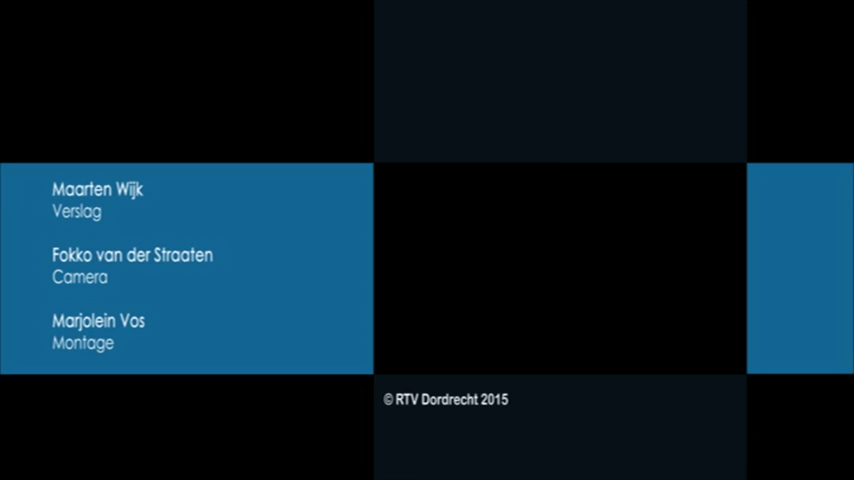 Maarten Wijk
Verslag
Fokko van der Straaten
Camera
Marjolein Vos
Montage
© RTV Dordrecht 2015